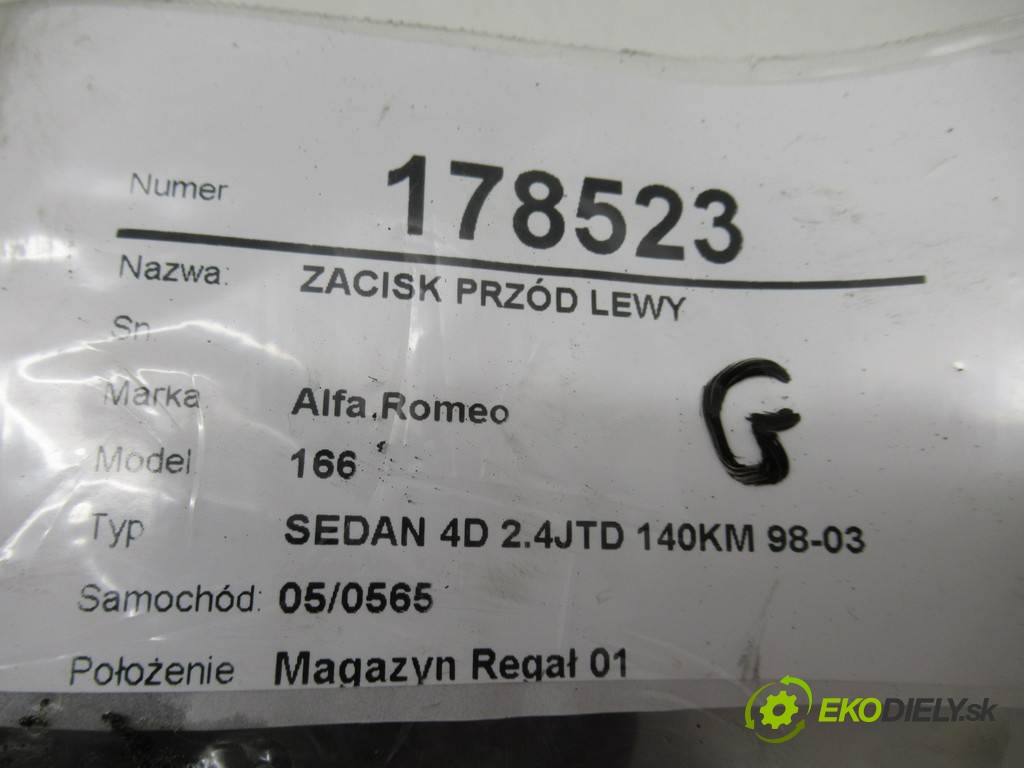 Numer 178523
Nazwa: ZACISK PRZÓD LEWY
Sn.
Marka Alfa Romeo
Model 166
Typ SEDAN 4D 2.4JTD 140KM 98-03
Samochód: 05/0565
Położenie Magazyn Regał 01
G
EKODIELY.sk